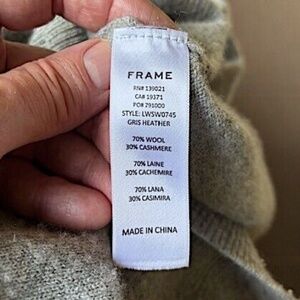 FRAME
RN# 139021
CA# 19371
PO# 791000
STYLE: LWSW0745
GRIS HEATHER
70% WOOL
30% CASHMERE
70% LAINE
30% CACHEMIRE
70% LANA
30% CASIMIRA
MADE IN CHINA